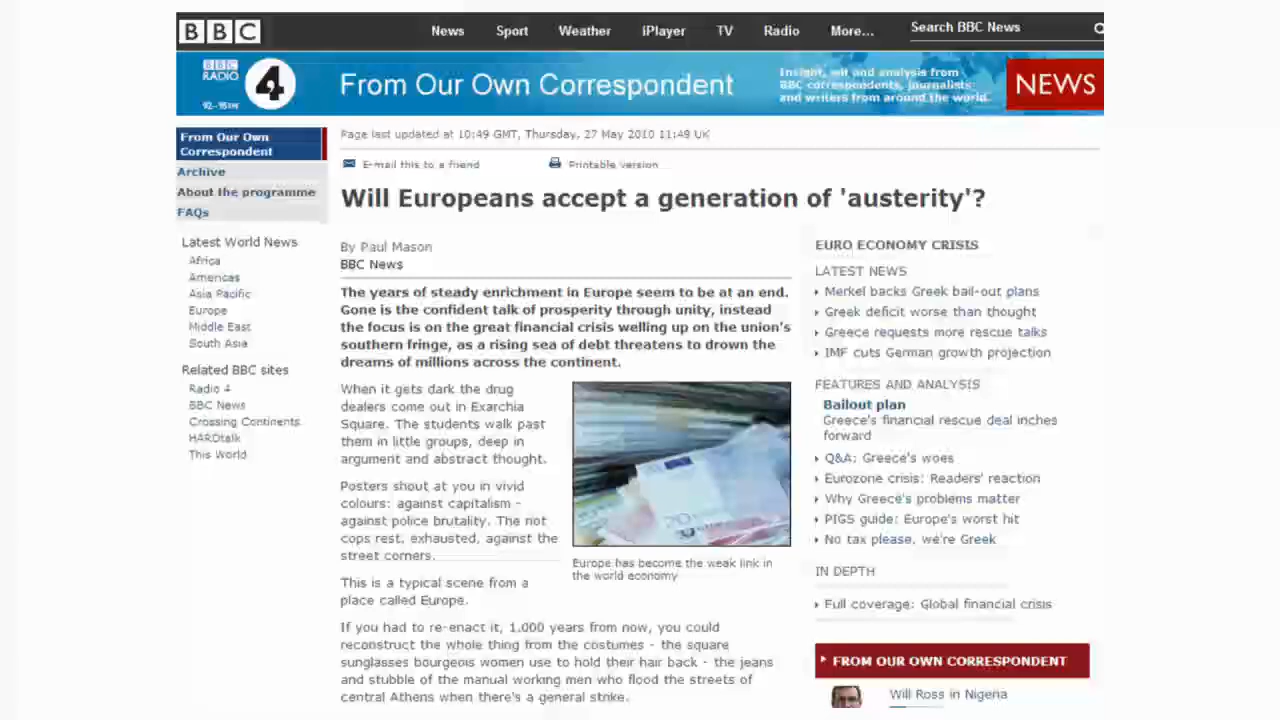 BBC
News Sport Weather iPlayer TV Radio More... Search BBC News
BBC
RADIO
4
92-95 FM
From Our Own Correspondent
Insight, wit and analysis from
BBC correspondents, journalists
and writers from around the world
NEWS
From Our Own
Correspondent
Archive
About the programme
FAQs
Latest World News
Africa
Americas
Asia Pacific
Europe
Middle East
South Asia
Related BBC sites
Radio 4
BBC News
Crossing Continents
HARDtalk
This World
Page last updated at 10:49 GMT, Thursday, 27 May 2010 11:49 UK
E-mail this to a friend Printable version
Will Europeans accept a generation of 'austerity'?
By Paul Mason
BBC News
The years of steady enrichment in Europe seem to be at an end.
Gone is the confident talk of prosperity through unity, instead
the focus is on the great financial crisis welling up on the union's
southern fringe, as a rising sea of debt threatens to drown the
dreams of millions across the continent.
When it gets dark the drug
dealers come out in Exarchia
Square. The students walk past
them in little groups, deep in
argument and abstract thought.
Posters shout at you in vivid
colours: against capitalism -
against police brutality. The riot
cops rest, exhausted, against the
street corners.
This is a typical scene from a
place called Europe.
Europe has become the weak link in
the world economy
If you had to re-enact it, 1,000 years from now, you could
reconstruct the whole thing from the costumes - the square
sunglasses bourgeois women use to hold their hair back - the jeans
and stubble of the manual working men who flood the streets of
central Athens when there's a general strike.
EURO ECONOMY CRISIS
LATEST NEWS
Merkel backs Greek bail-out plans
Greek deficit worse than thought
Greece requests more rescue talks
IMF cuts German growth projection
FEATURES AND ANALYSIS
Bailout plan
Greece's financial rescue deal inches
forward
Q&A: Greece's woes
Eurozone crisis: Readers' reaction
Why Greece's problems matter
PIGS guide: Europe's worst hit
No tax please, we're Greek
IN DEPTH
Full coverage: Global financial crisis
FROM OUR OWN CORRESPONDENT
Will Ross in Nigeria